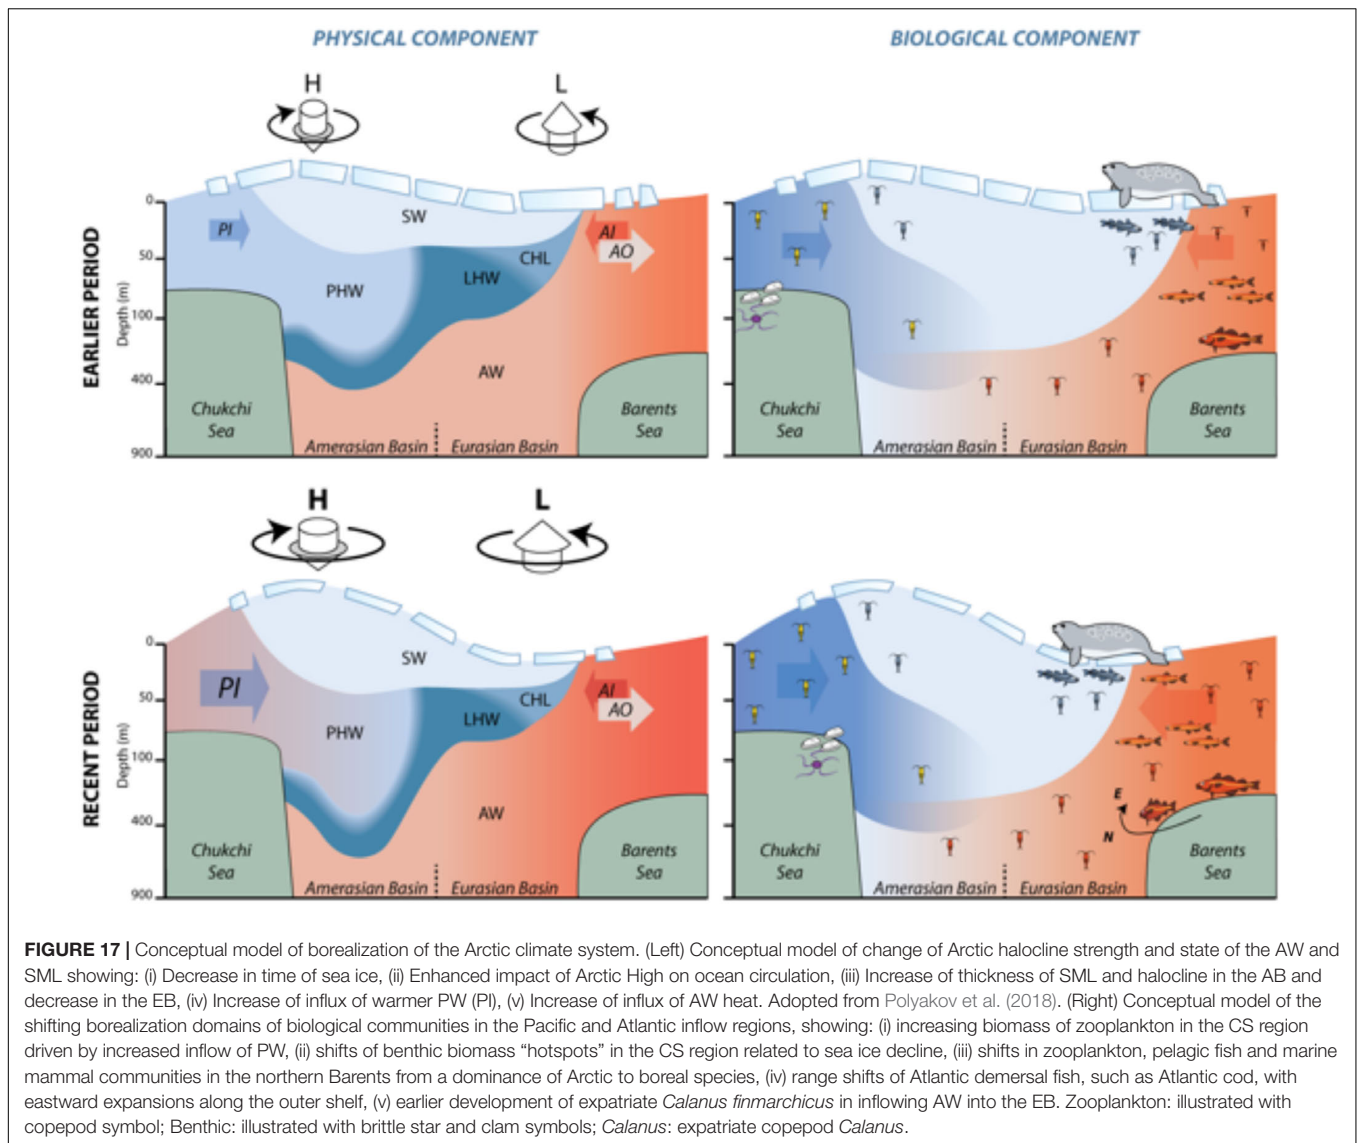 PHYSICAL COMPONENT
BIOLOGICAL COMPONENT
H
L
EARLIER PERIOD
Depth (m)
0
50
100
400
900
PI
SW
PHW
LHW
CHL
AI
AO
AW
Chukchi
Sea
Amerasian Basin
Eurasian Basin
Barents
Sea
Chukchi
Sea
Amerasian Basin
Eurasian Basin
Barents
Sea
H
L
RECENT PERIOD
Depth (m)
0
50
100
400
900
PI
SW
PHW
LHW
CHL
AI
AO
AW
Chukchi
Sea
Amerasian Basin
Eurasian Basin
Barents
Sea
E
N
Chukchi
Sea
Amerasian Basin
Eurasian Basin
Barents
Sea
FIGURE 17 | Conceptual model of borealization of the Arctic climate system. (Left) Conceptual model of change of Arctic halocline strength and state of the AW and
SML showing: (i) Decrease in time of sea ice, (ii) Enhanced impact of Arctic High on ocean circulation, (iii) Increase of thickness of SML and halocline in the AB and
decrease in the EB, (iv) Increase of influx of warmer PW (PI), (v) Increase of influx of AW heat. Adopted from Polyakov et al. (2018). (Right) Conceptual model of the
shifting borealization domains of biological communities in the Pacific and Atlantic inflow regions, showing: (i) increasing biomass of zooplankton in the CS region
driven by increased inflow of PW, (ii) shifts of benthic biomass “hotspots” in the CS region related to sea ice decline, (iii) shifts in zooplankton, pelagic fish and marine
mammal communities in the northern Barents from a dominance of Arctic to boreal species, (iv) range shifts of Atlantic demersal fish, such as Atlantic cod, with
eastward expansions along the outer shelf, (v) earlier development of expatriate Calanus finmarchicus in inflowing AW into the EB. Zooplankton: illustrated with
copepod symbol; Benthic: illustrated with brittle star and clam symbols; Calanus: expatriate copepod Calanus.